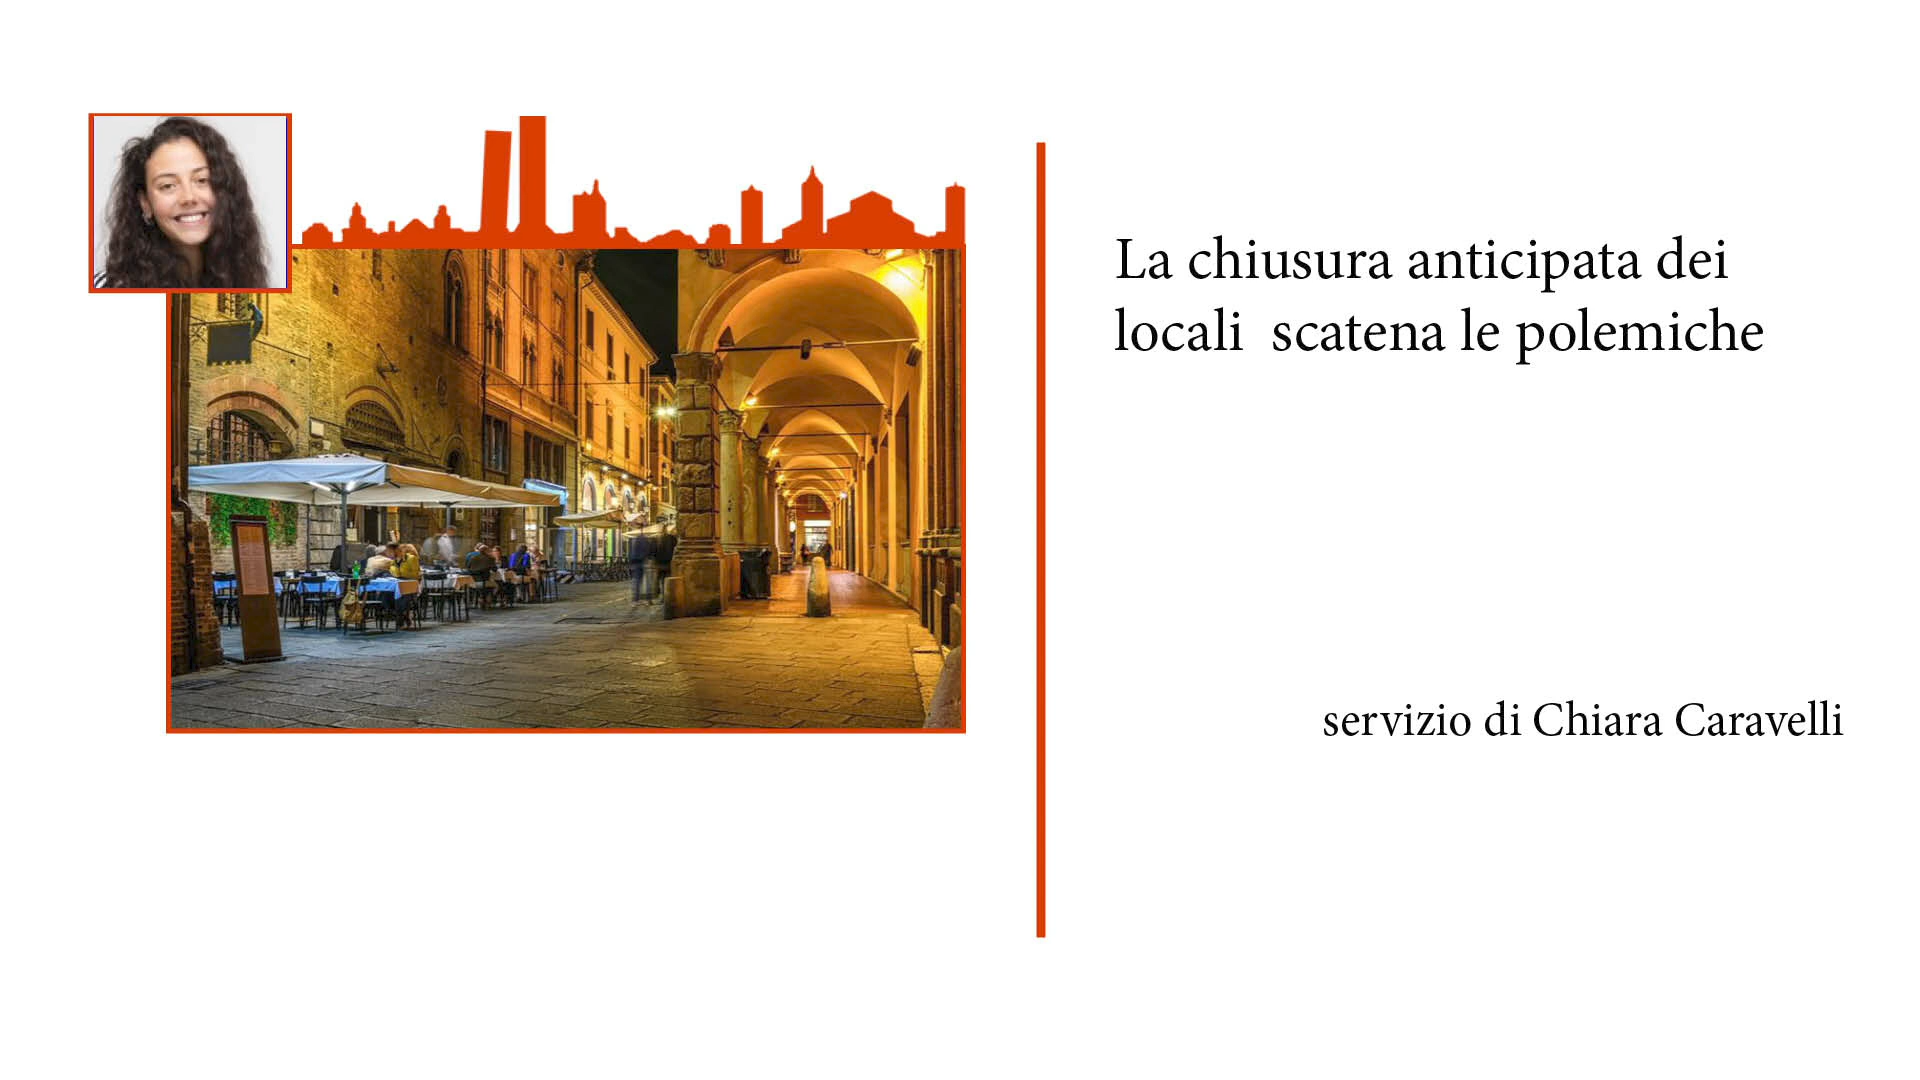 La chiusura anticipata dei
locali  scatena le polemiche
servizio di Chiara Caravelli